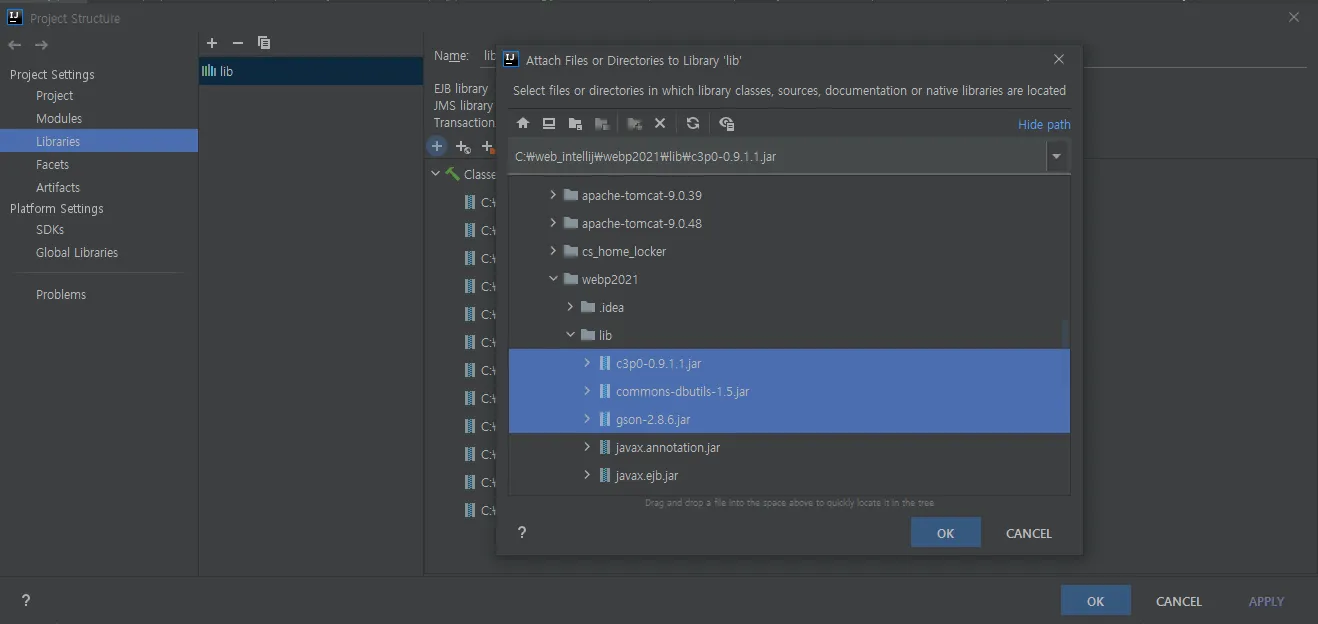 Project Structure
Project Settings
Project
Modules
Libraries
Facets
Artifacts
Platform Settings
SDKs
Global Libraries
Problems
lib
Name: lib
EJB library
JMS library
Transaction
Classe
C:₩
C:₩
C:₩
C:₩
C:₩
C:₩
C:₩
C:₩
C:₩
C:₩
C:₩
C:₩
Attach Files or Directories to Library 'lib'
Select files or directories in which library classes, sources, documentation or native libraries are located
Hide path
C:₩web_intellij₩webp2021₩lib₩c3p0-0.9.1.1.jar
apache-tomcat-9.0.39
apache-tomcat-9.0.48
cs_home_locker
webp2021
.idea
lib
c3p0-0.9.1.1.jar
commons-dbutils-1.5.jar
gson-2.8.6.jar
javax.annotation.jar
javax.ejb.jar
Drag and drop a file into the space above to quickly locate it in the tree
? OK CANCEL
? OK CANCEL APPLY